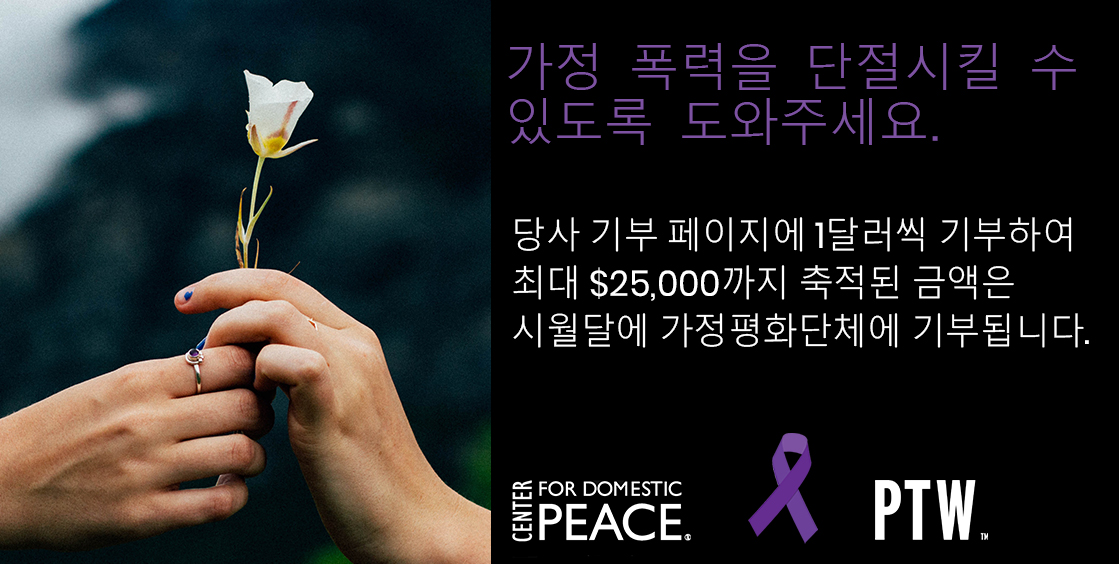 가정 폭력을 단절시킬 수
있도록 도와주세요.
당사 기부 페이지에 1달러씩 기부하여
최대 $25,000까지 축적된 금액은
시월달에 가정평화단체에 기부됩니다.
CENTER
FOR DOMESTIC
PEACE®
PTW™